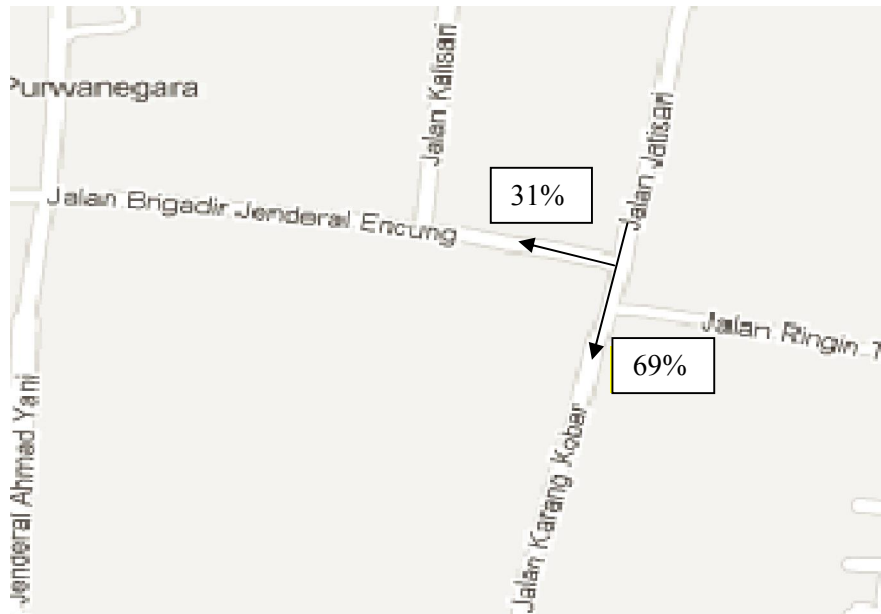 Purwanegara
Jalan Kalisari
Jalan Jatisari
31%
Jalan Brigadir Jenderal Encung
Jalan Ringin T
69%
Jenderal Ahmad Yani
Jalan Karang Kobar